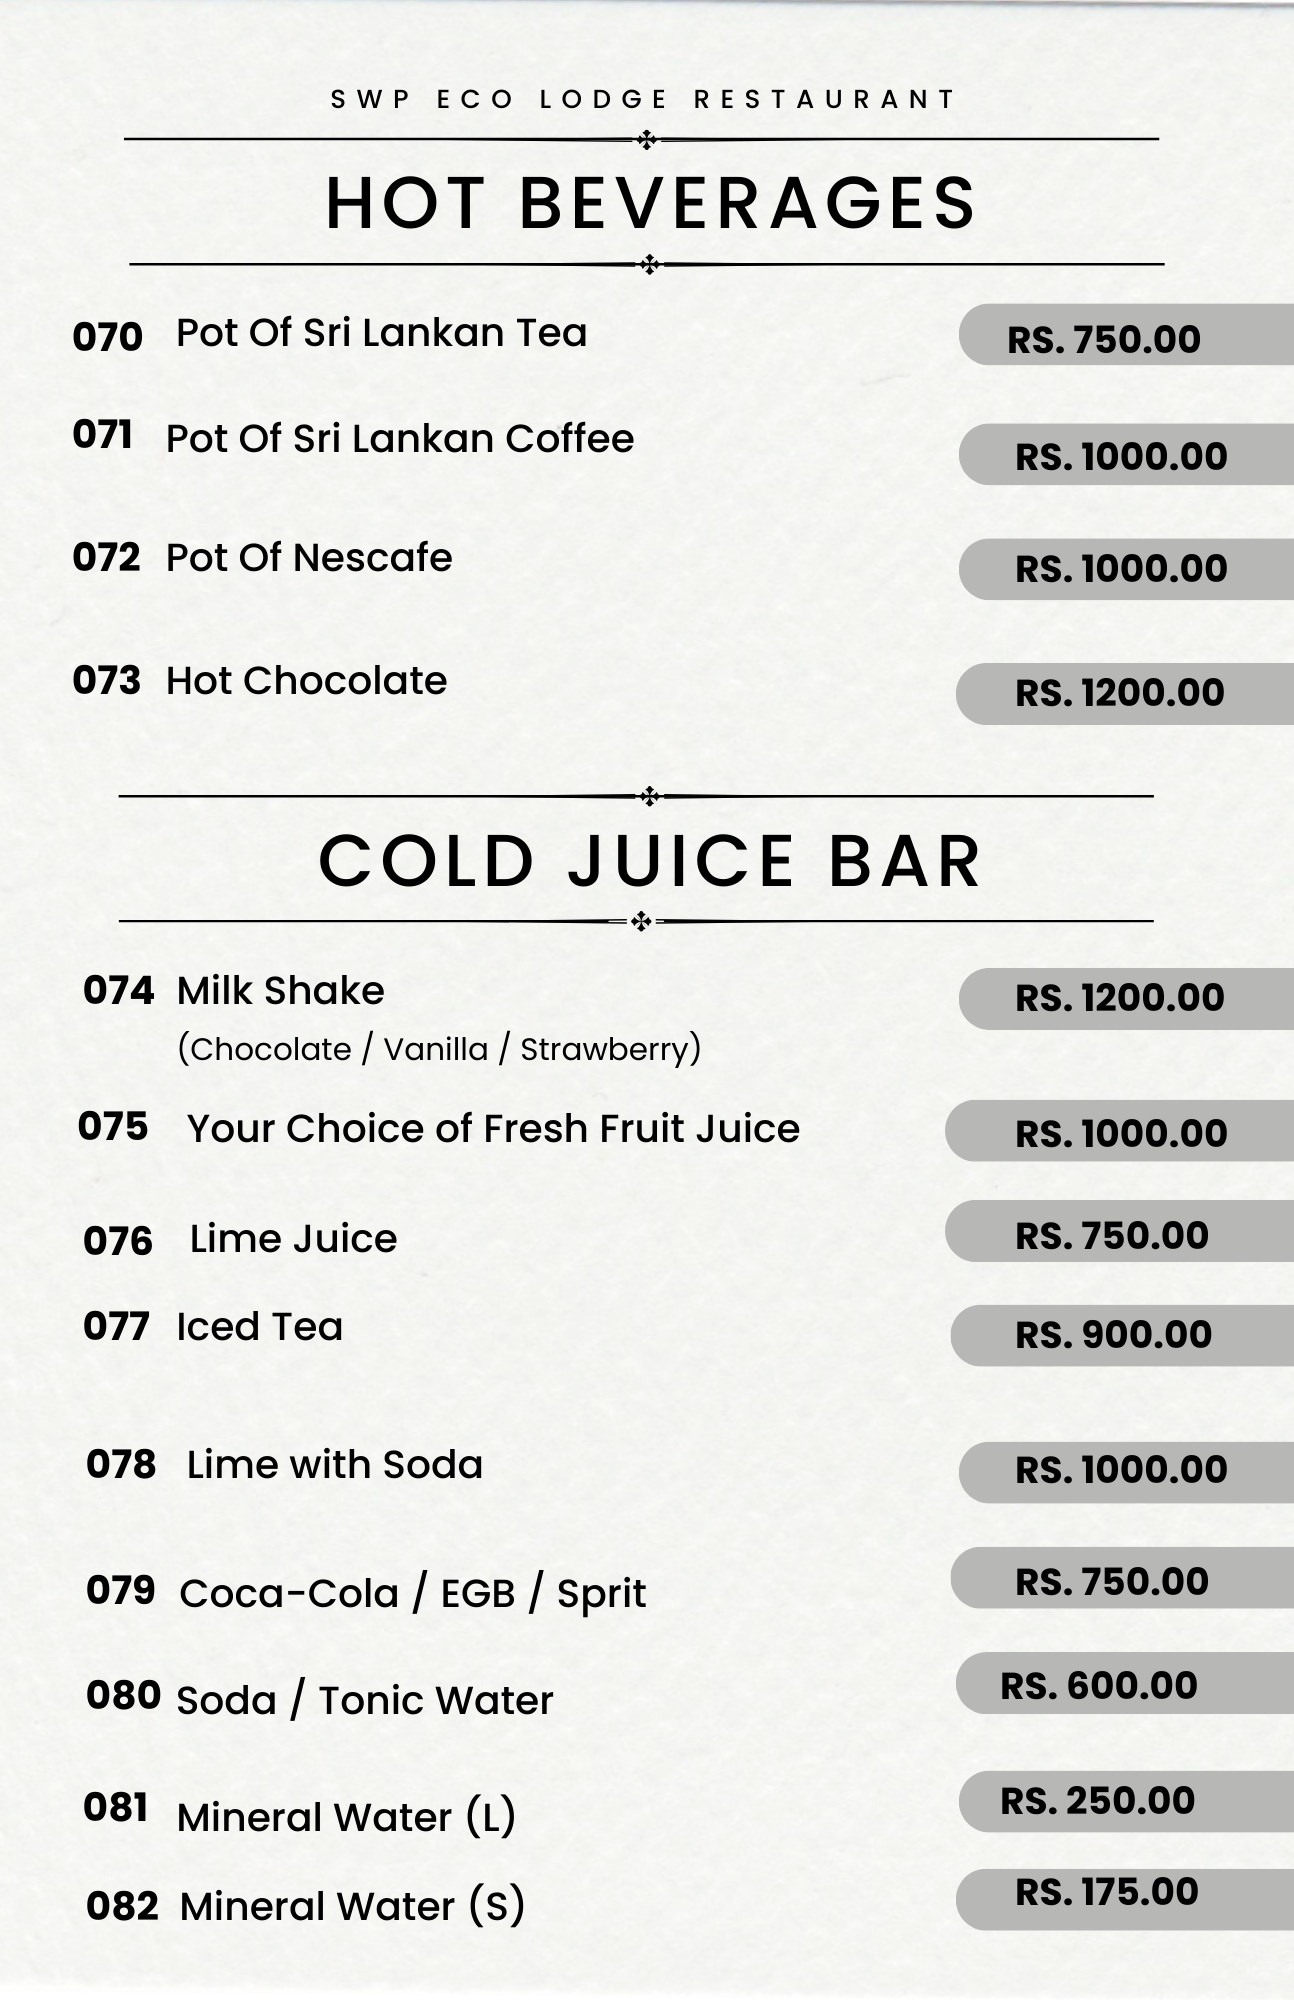 SWP ECO LODGE RESTAURANT
HOT BEVERAGES
070 Pot Of Sri Lankan Tea RS. 750.00
071 Pot Of Sri Lankan Coffee RS. 1000.00
072 Pot Of Nescafe RS. 1000.00
073 Hot Chocolate RS. 1200.00
COLD JUICE BAR
074 Milk Shake RS. 1200.00
(Chocolate / Vanilla / Strawberry)
075 Your Choice of Fresh Fruit Juice RS. 1000.00
076 Lime Juice RS. 750.00
077 Iced Tea RS. 900.00
078 Lime with Soda RS. 1000.00
079 Coca-Cola / EGB / Sprit RS. 750.00
080 Soda / Tonic Water RS. 600.00
081 Mineral Water (L) RS. 250.00
082 Mineral Water (S) RS. 175.00